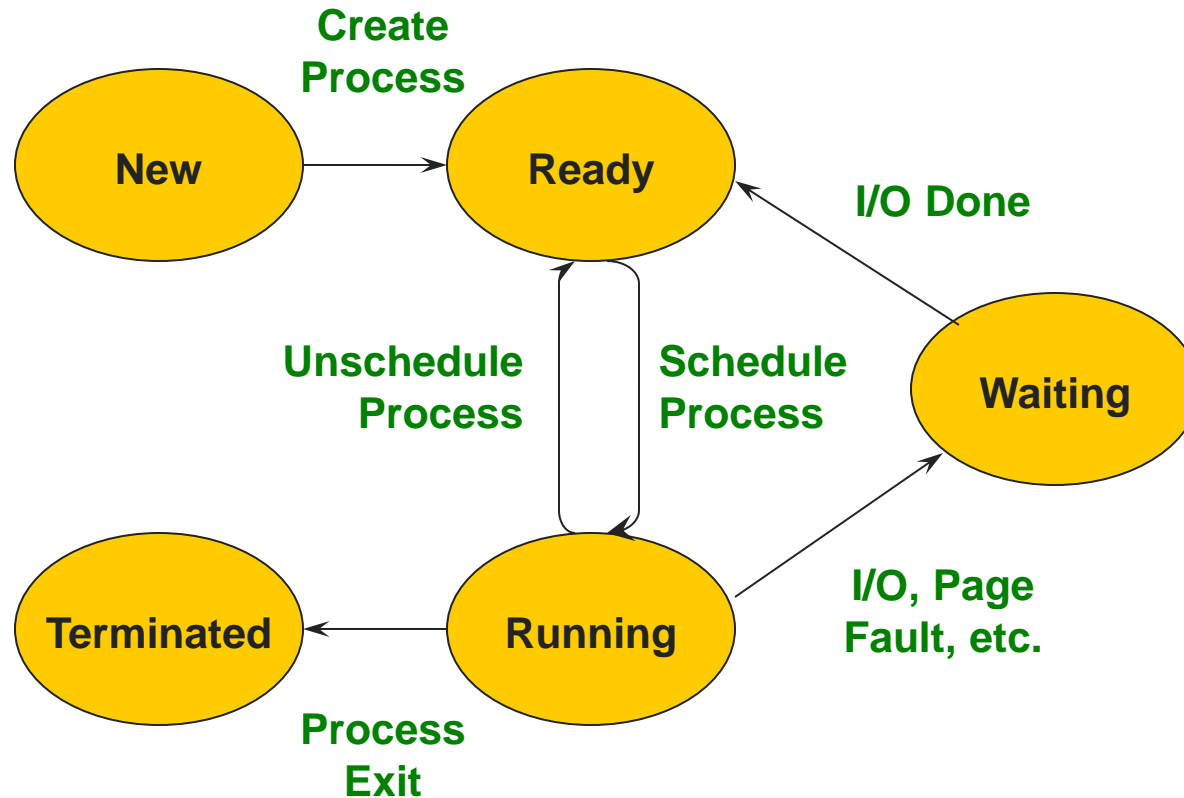 Create
Process
New
Ready
I/O Done
Unschedule
Process
Schedule
Process
Waiting
I/O, Page
Fault, etc.
Terminated
Running
Process
Exit